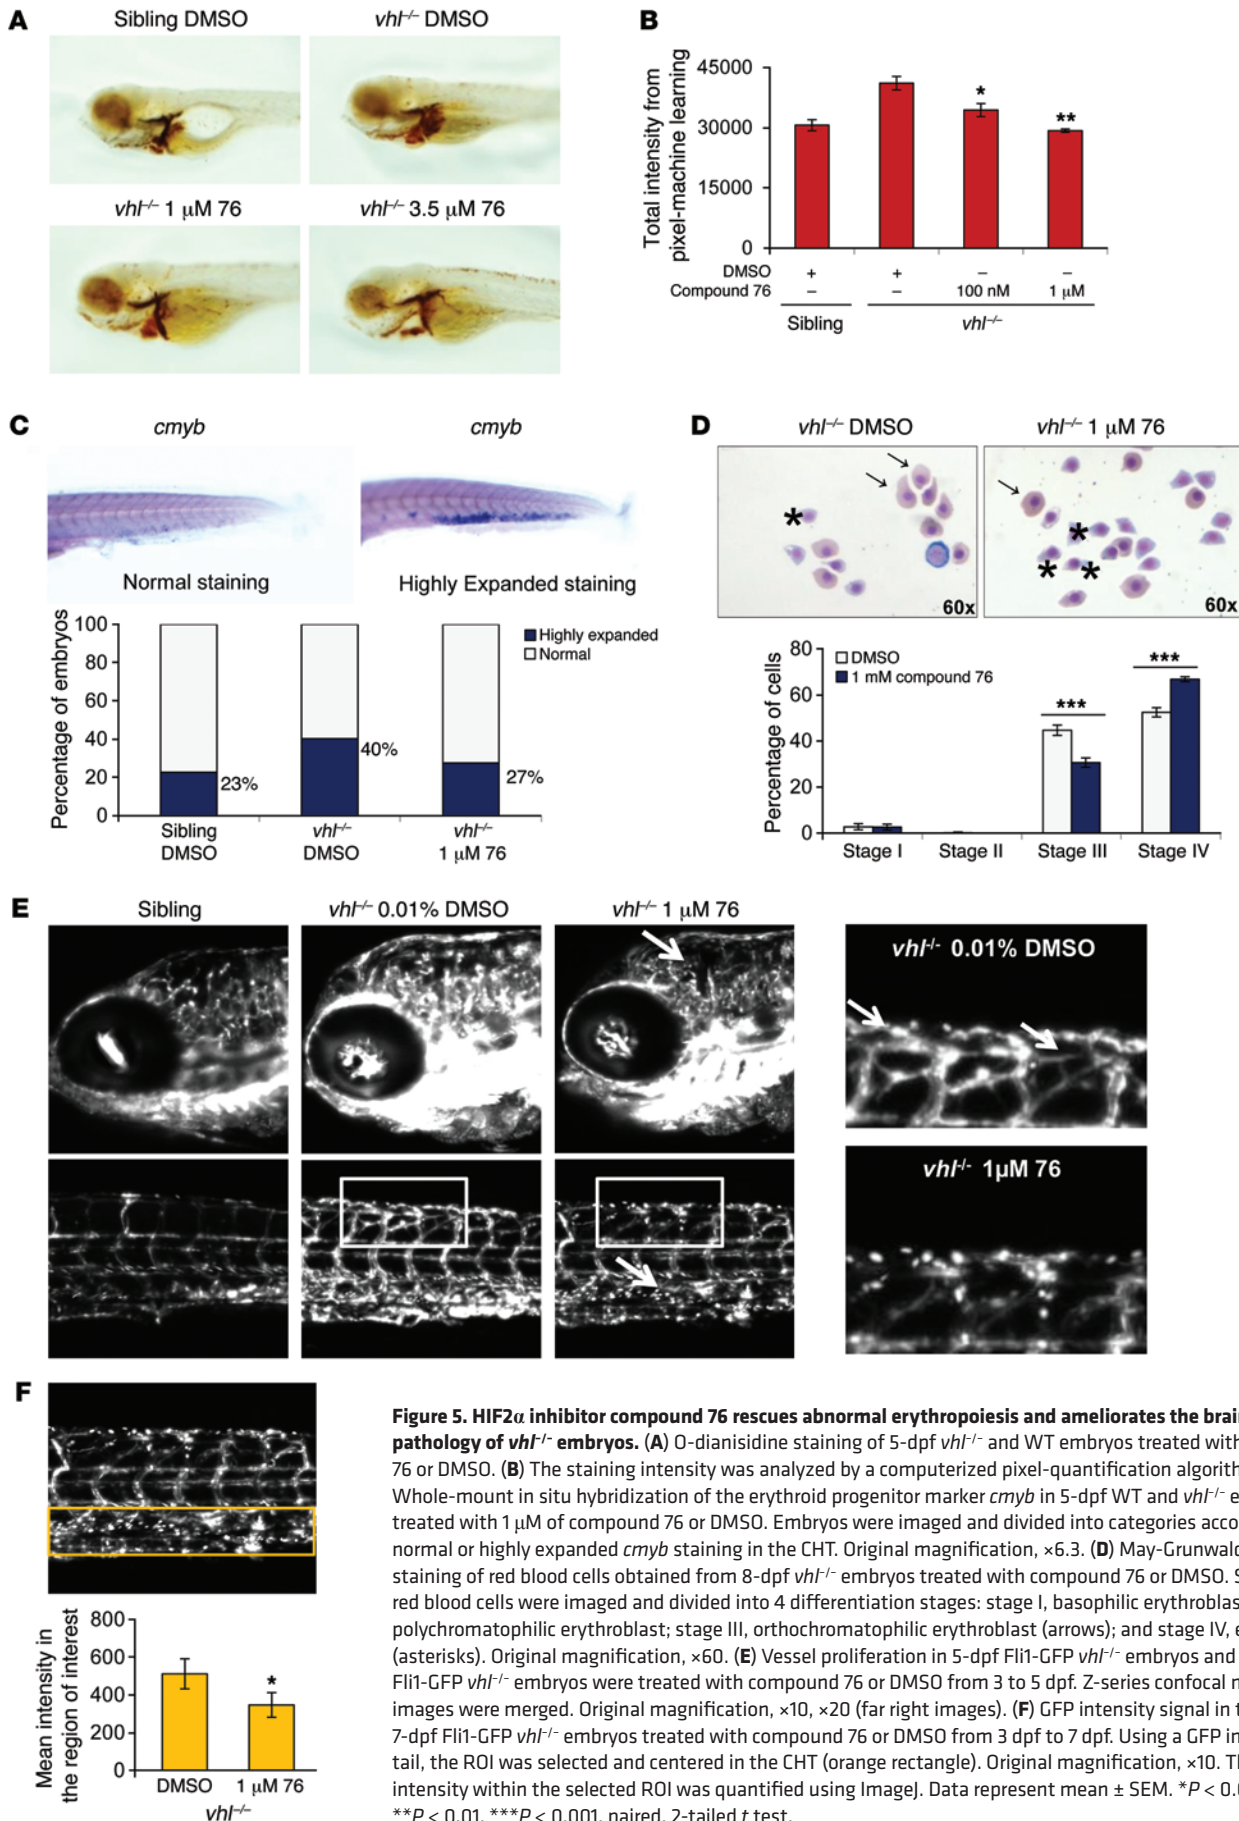 A
Sibling DMSO
vhl–/– DMSO
vhl–/– 1 μM 76
vhl–/– 3.5 μM 76
B
Total intensity from
pixel-machine learning
45000
30000
15000
0
DMSO + + – –
Compound 76 – – 100 nM 1 μM
Sibling vhl–/–
C
cmyb
cmyb
Normal staining
Highly Expanded staining
Percentage of embryos
100
80
60
40
20
0
Highly expanded
Normal
23%
40%
27%
Sibling
DMSO
vhl–/–
DMSO
vhl–/–
1 μM 76
D
vhl–/– DMSO
vhl–/– 1 μM 76
60x
60x
Percentage of cells
80
60
40
20
0
DMSO
1 mM compound 76
***
***
Stage I
Stage II
Stage III
Stage IV
E
Sibling
vhl–/– 0.01% DMSO
vhl–/– 1 μM 76
vhl-/- 0.01% DMSO
vhl-/- 1μM 76
F
Mean intensity in
the region of interest
800
600
400
200
0
*
DMSO
1 μM 76
vhl–/–
Figure 5. HIF2α inhibitor compound 76 rescues abnormal erythropoiesis and ameliorates the brain
pathology of vhl–/– embryos. (A) O-dianisidine staining of 5-dpf vhl–/– and WT embryos treated with
76 or DMSO. (B) The staining intensity was analyzed by a computerized pixel-quantification
Whole-mount in situ hybridization of the erythroid progenitor marker cmyb in 5-dpf WT and vhl–/–
treated with 1 μM of compound 76 or DMSO. Embryos were imaged and divided into categories
normal or highly expanded cmyb staining in the CHT. Original magnification, ×6.3. (D) May-Grunwald
staining of red blood cells obtained from 8-dpf vhl–/– embryos treated with compound 76 or DMSO.
red blood cells were imaged and divided into 4 differentiation stages: stage I, basophilic
polychromatophilic erythroblast; stage III, orthochromatophilic erythroblast (arrows); and stage IV,
(asterisks). Original magnification, ×60. (E) Vessel proliferation in 5-dpf Fli1-GFP vhl–/– embryos and
Fli1-GFP vhl–/– embryos were treated with compound 76 or DMSO from 3 to 5 dpf. Z-series confocal
images were merged. Original magnification, ×10, ×20 (far right images). (F) GFP intensity signal in
7-dpf Fli1-GFP vhl–/– embryos treated with compound 76 or DMSO from 3 dpf to 7 dpf. Using a GFP
tail, the ROI was selected and centered in the CHT (orange rectangle). Original magnification, ×10.
intensity within the selected ROI was quantified using ImageJ. Data represent mean ± SEM. *P <
**P < 0.01, ***P < 0.001, paired, 2-tailed t test.